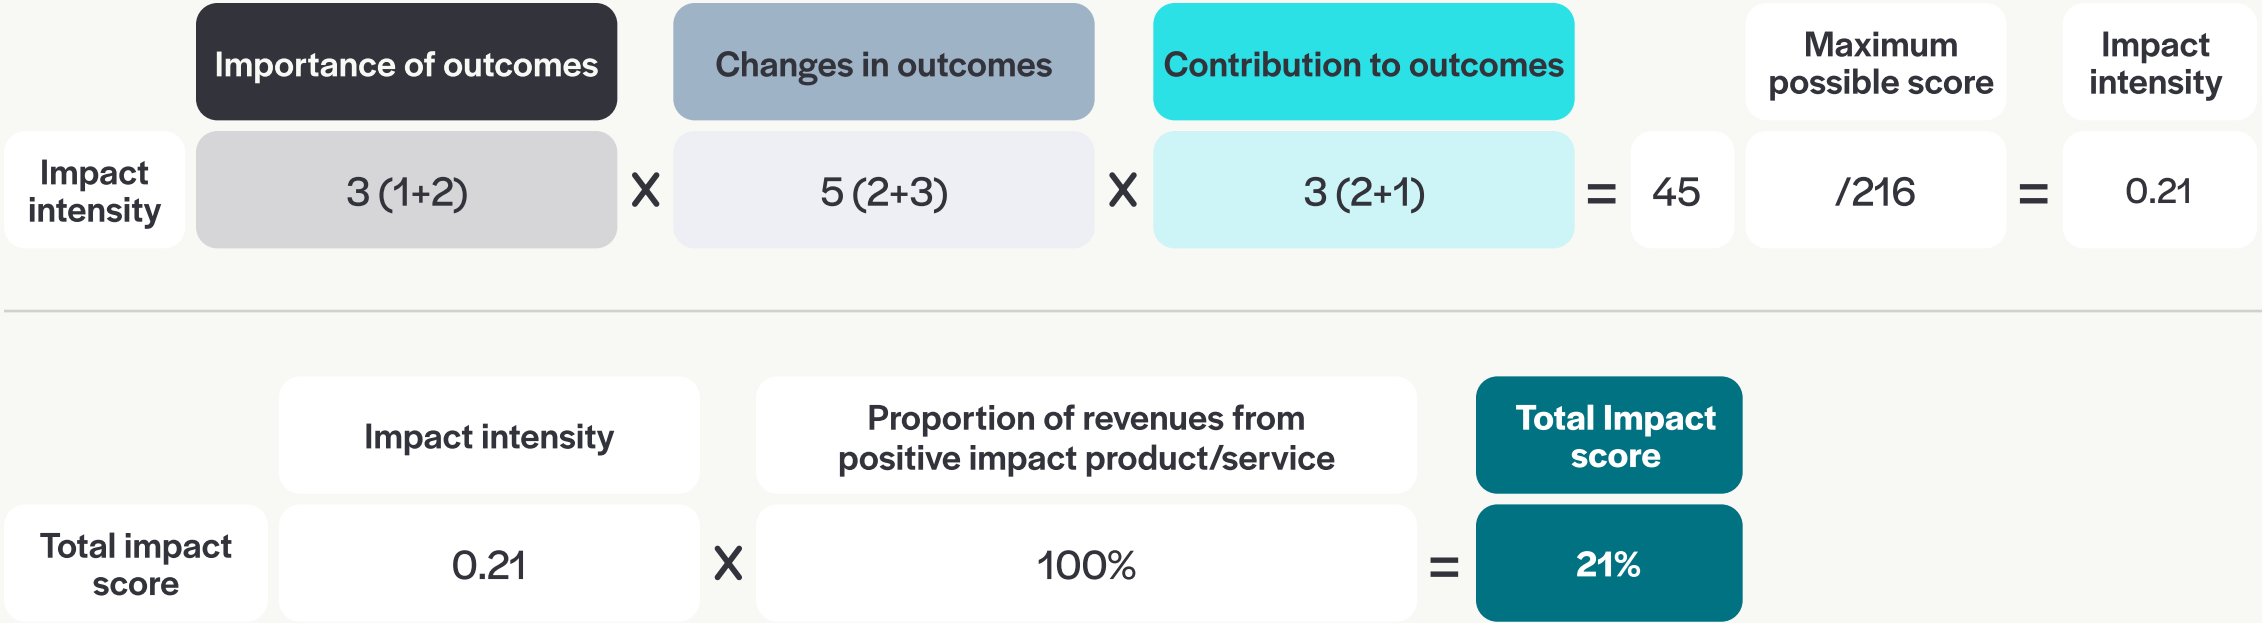 Importance of outcomes
Changes in outcomes
Contribution to outcomes
Maximum
possible score
Impact
intensity
Impact
intensity
3 (1+2)
x
5 (2+3)
x
3 (2+1)
=
45
/216
=
0.21
Impact intensity
Proportion of revenues from
positive impact product/service
Total Impact
score
Total impact
score
0.21
x
100%
=
21%